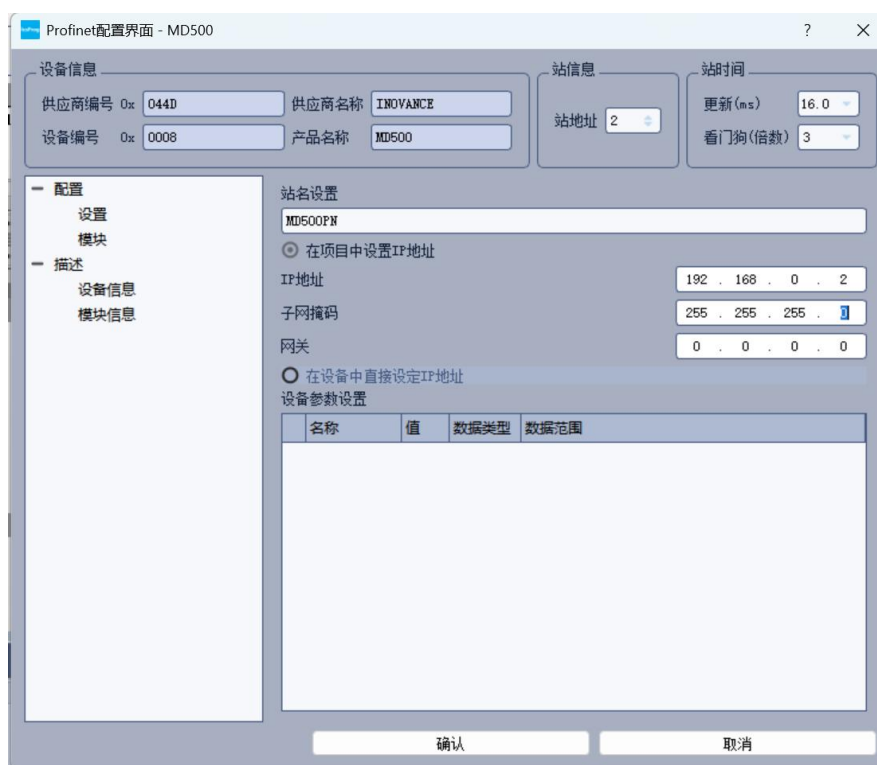 Profinet配置界面 - MD500
? ×
设备信息
供应商编号 0x 044D 供应商名称 INOVANCE
设备编号 0x 0008 产品名称 MD500
站信息
站地址 2
站时间
更新(ms) 16.0
看门狗(倍数) 3
配置
设置
模块
描述
设备信息
模块信息
站名设置
MD500PN
在项目中设置IP地址
IP地址 192 . 168 . 0 . 2
子网掩码 255 . 255 . 255 . 0
网关 0 . 0 . 0 . 0
在设备中直接设定IP地址
设备参数设置
名称 值 数据类型 数据范围
确认 取消